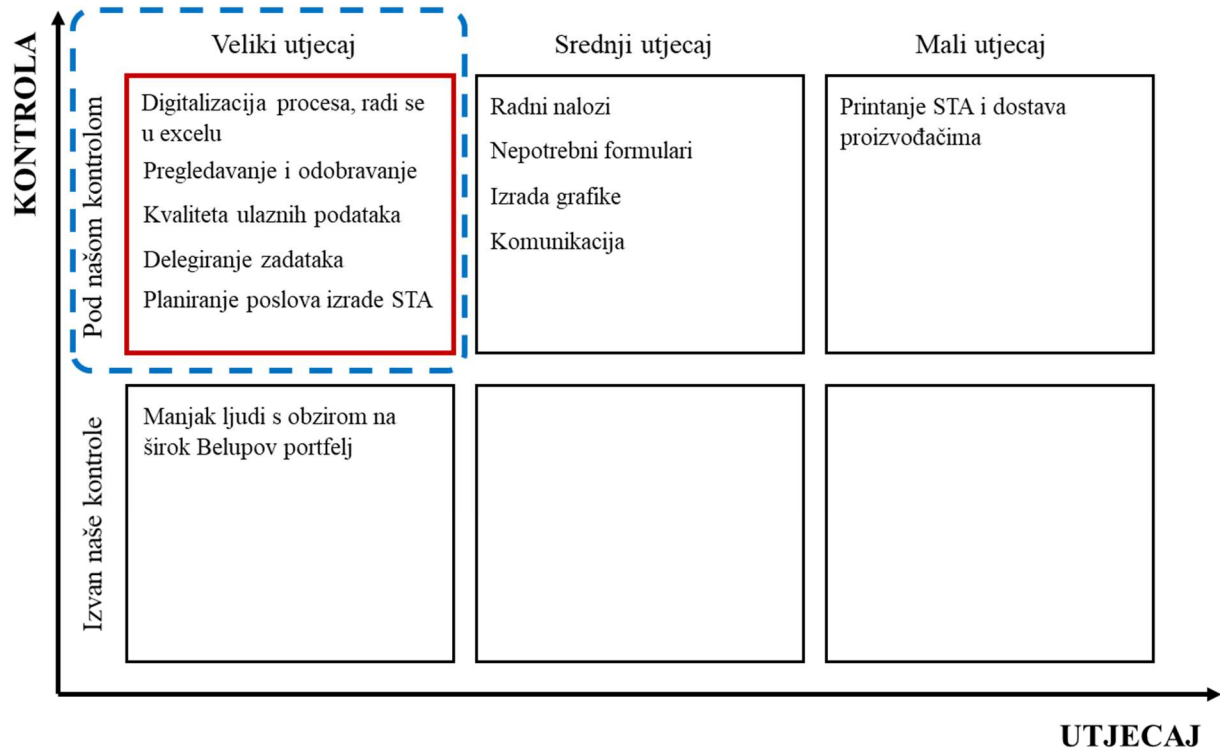 KONTROLA
Veliki utjecaj
Srednji utjecaj
Mali utjecaj
Pod nâšom kontrolom
Digitalizacija procesa, radi se
u excelu
Pregledavanje i odobravanje
Kvaliteta ulaznih podataka
Delegiranje zadataka
Planiranje poslova izrade STA
Radni nalozi
Nepotrebni formulari
Izrada grafike
Komunikacija
Printanje STA i dostava
proizvođačima
Izvan naše kontrole
Manjak ljudi s obzirom na
širok Belupov portfelj
UTJECAJ